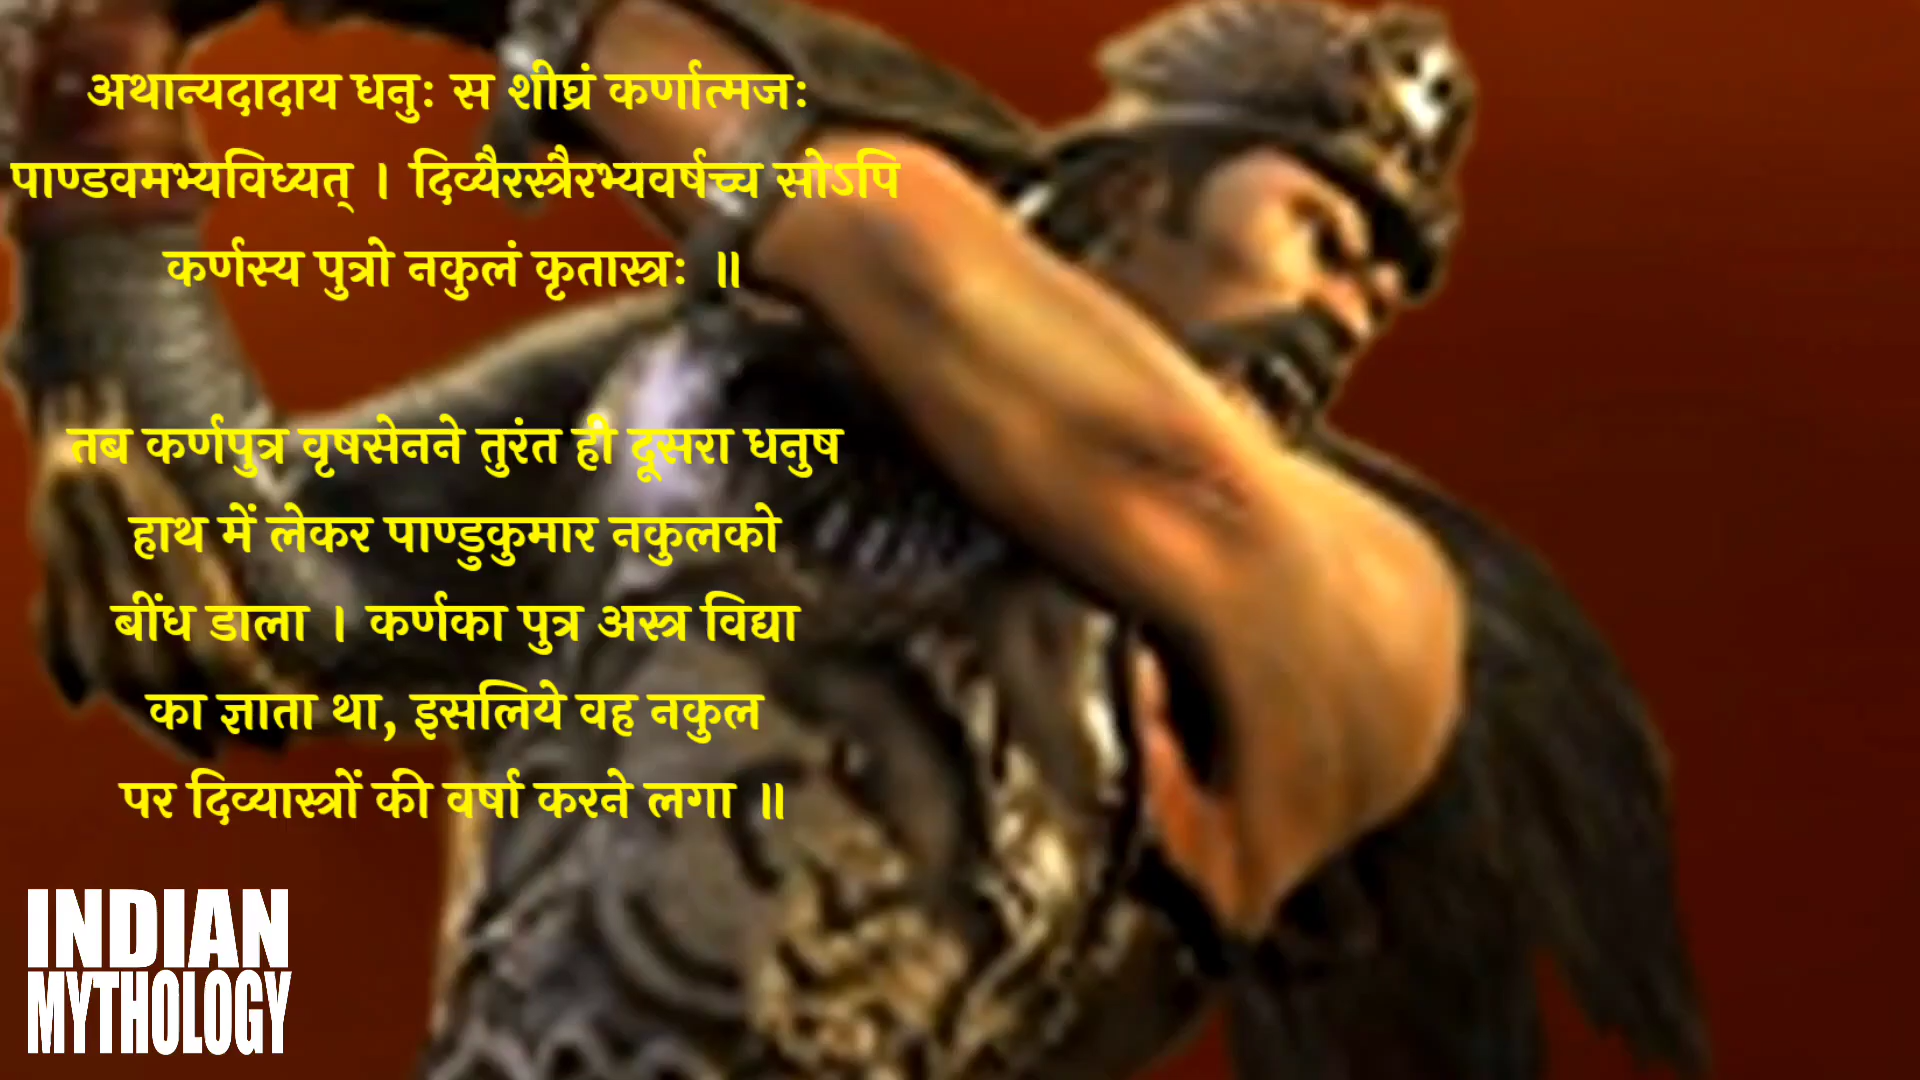 अथान्यदादाय धनुः स शीघ्रं कर्णात्मजः
पाण्डवमभ्यविध्यत् । दिव्यैरस्त्रैरभ्यवर्षच्च सोऽपि
कर्णस्य पुत्रो नकुलं कृतास्त्रः ॥
तब कर्णपुत्र वृषसेनने तुरंत ही दूसरा धनुष
हाथ में लेकर पाण्डुकुमार नकुलको
बींध डाला । कर्णका पुत्र अस्त्र विद्या
का ज्ञाता था, इसलिये वह नकुल
पर दिव्यास्त्रों की वर्षा करने लगा ॥
INDIAN
MYTHOLOGY